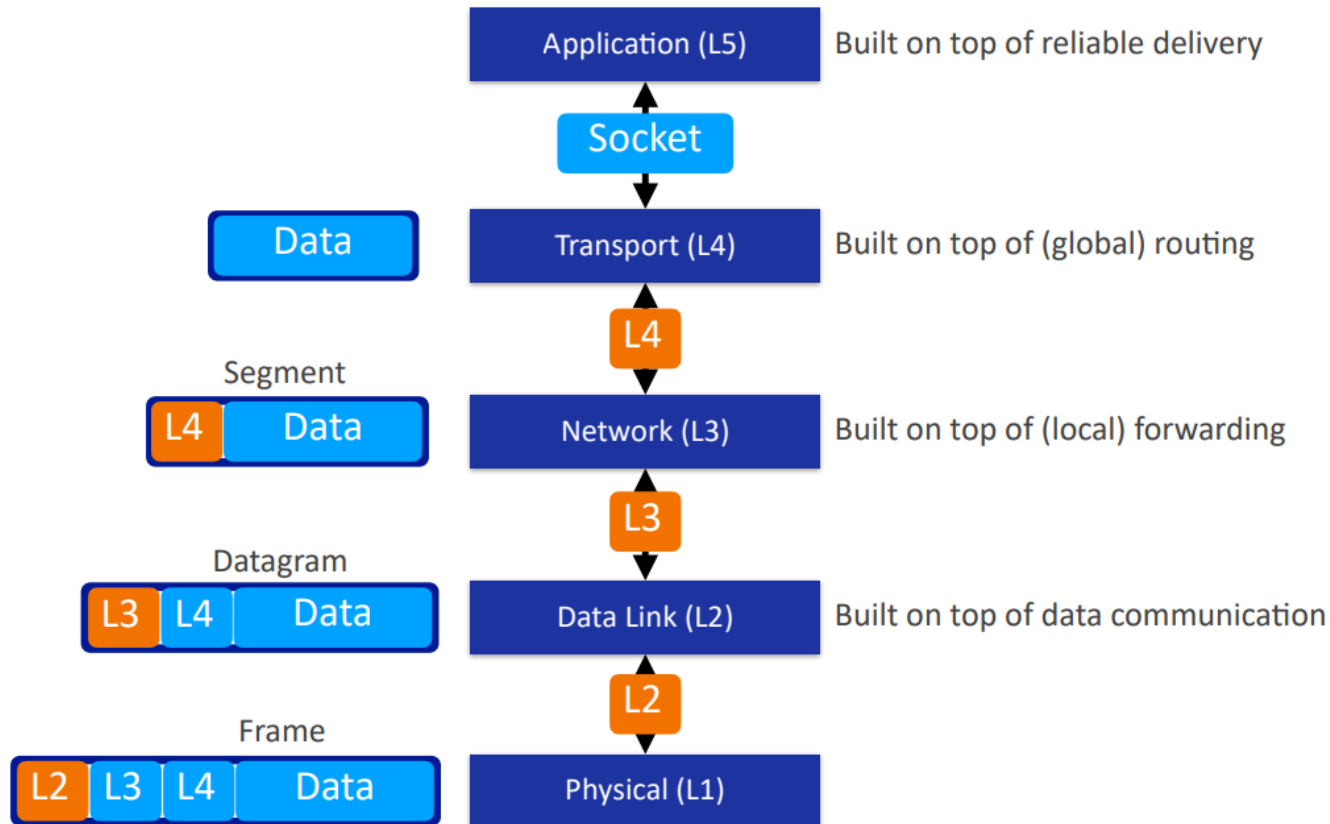 Application (L5)
Built on top of reliable delivery
Socket
Data
Transport (L4)
Built on top of (global) routing
L4
Segment
L4 Data
Network (L3)
Built on top of (local) forwarding
L3
Datagram
L3 L4 Data
Data Link (L2)
Built on top of data communication
L2
Frame
L2 L3 L4 Data
Physical (L1)